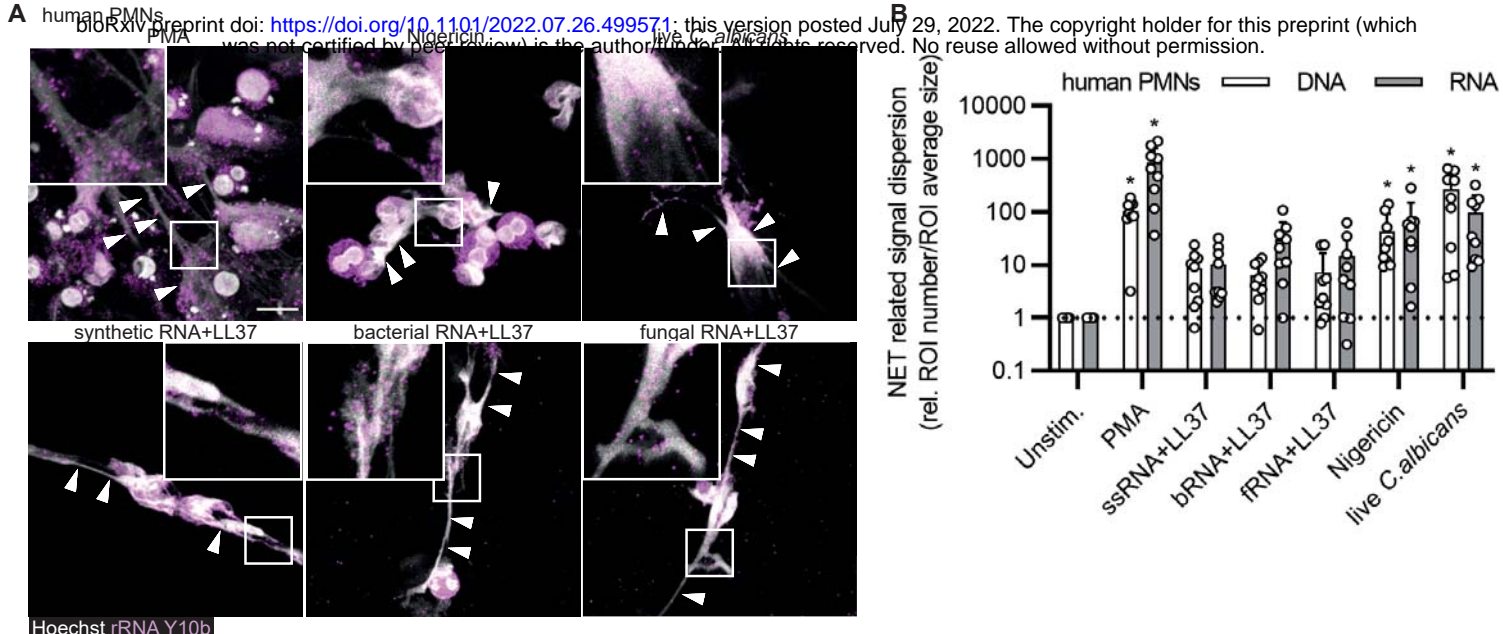 A
human PMNs
bioRxiv preprint doi: https://doi.org/10.1101/2022.07.26.499571; this version posted July 29, 2022. The copyright holder for this preprint (which
was not certified by peer review) is the author/funder. All rights reserved. No reuse allowed without permission.
PMA
Nigericin
live C. albicans
synthetic RNA+LL37
bacterial RNA+LL37
fungal RNA+LL37
Hoechst rRNA Y10b
B
human PMNs
DNA
RNA
NET related signal dispersion
(rel. ROI number/ROI average size)
10000
1000
100
10
1
0.1
*
*
*
*
*
*
Unstim.
PMA
ssRNA+LL37
bRNA+LL37
fRNA+LL37
Nigericin
live C.albicans